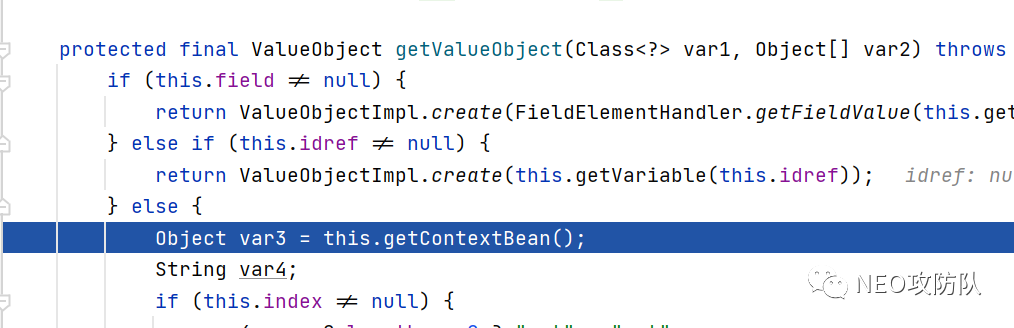 protected final ValueObject getValueObject(Class<?> var1, Object[] var2) throws
if (this.field ≠ null) {
return ValueObjectImpl.create(FieldElementHandler.getFieldValue(this.get
} else if (this.idref ≠ null) {
return ValueObjectImpl.create(this.getVariable(this.idref)); idref: nu
} else {
Object var3 = this.getContextBean();
String var4;
if (this.index ≠ null) {
NEO攻防队